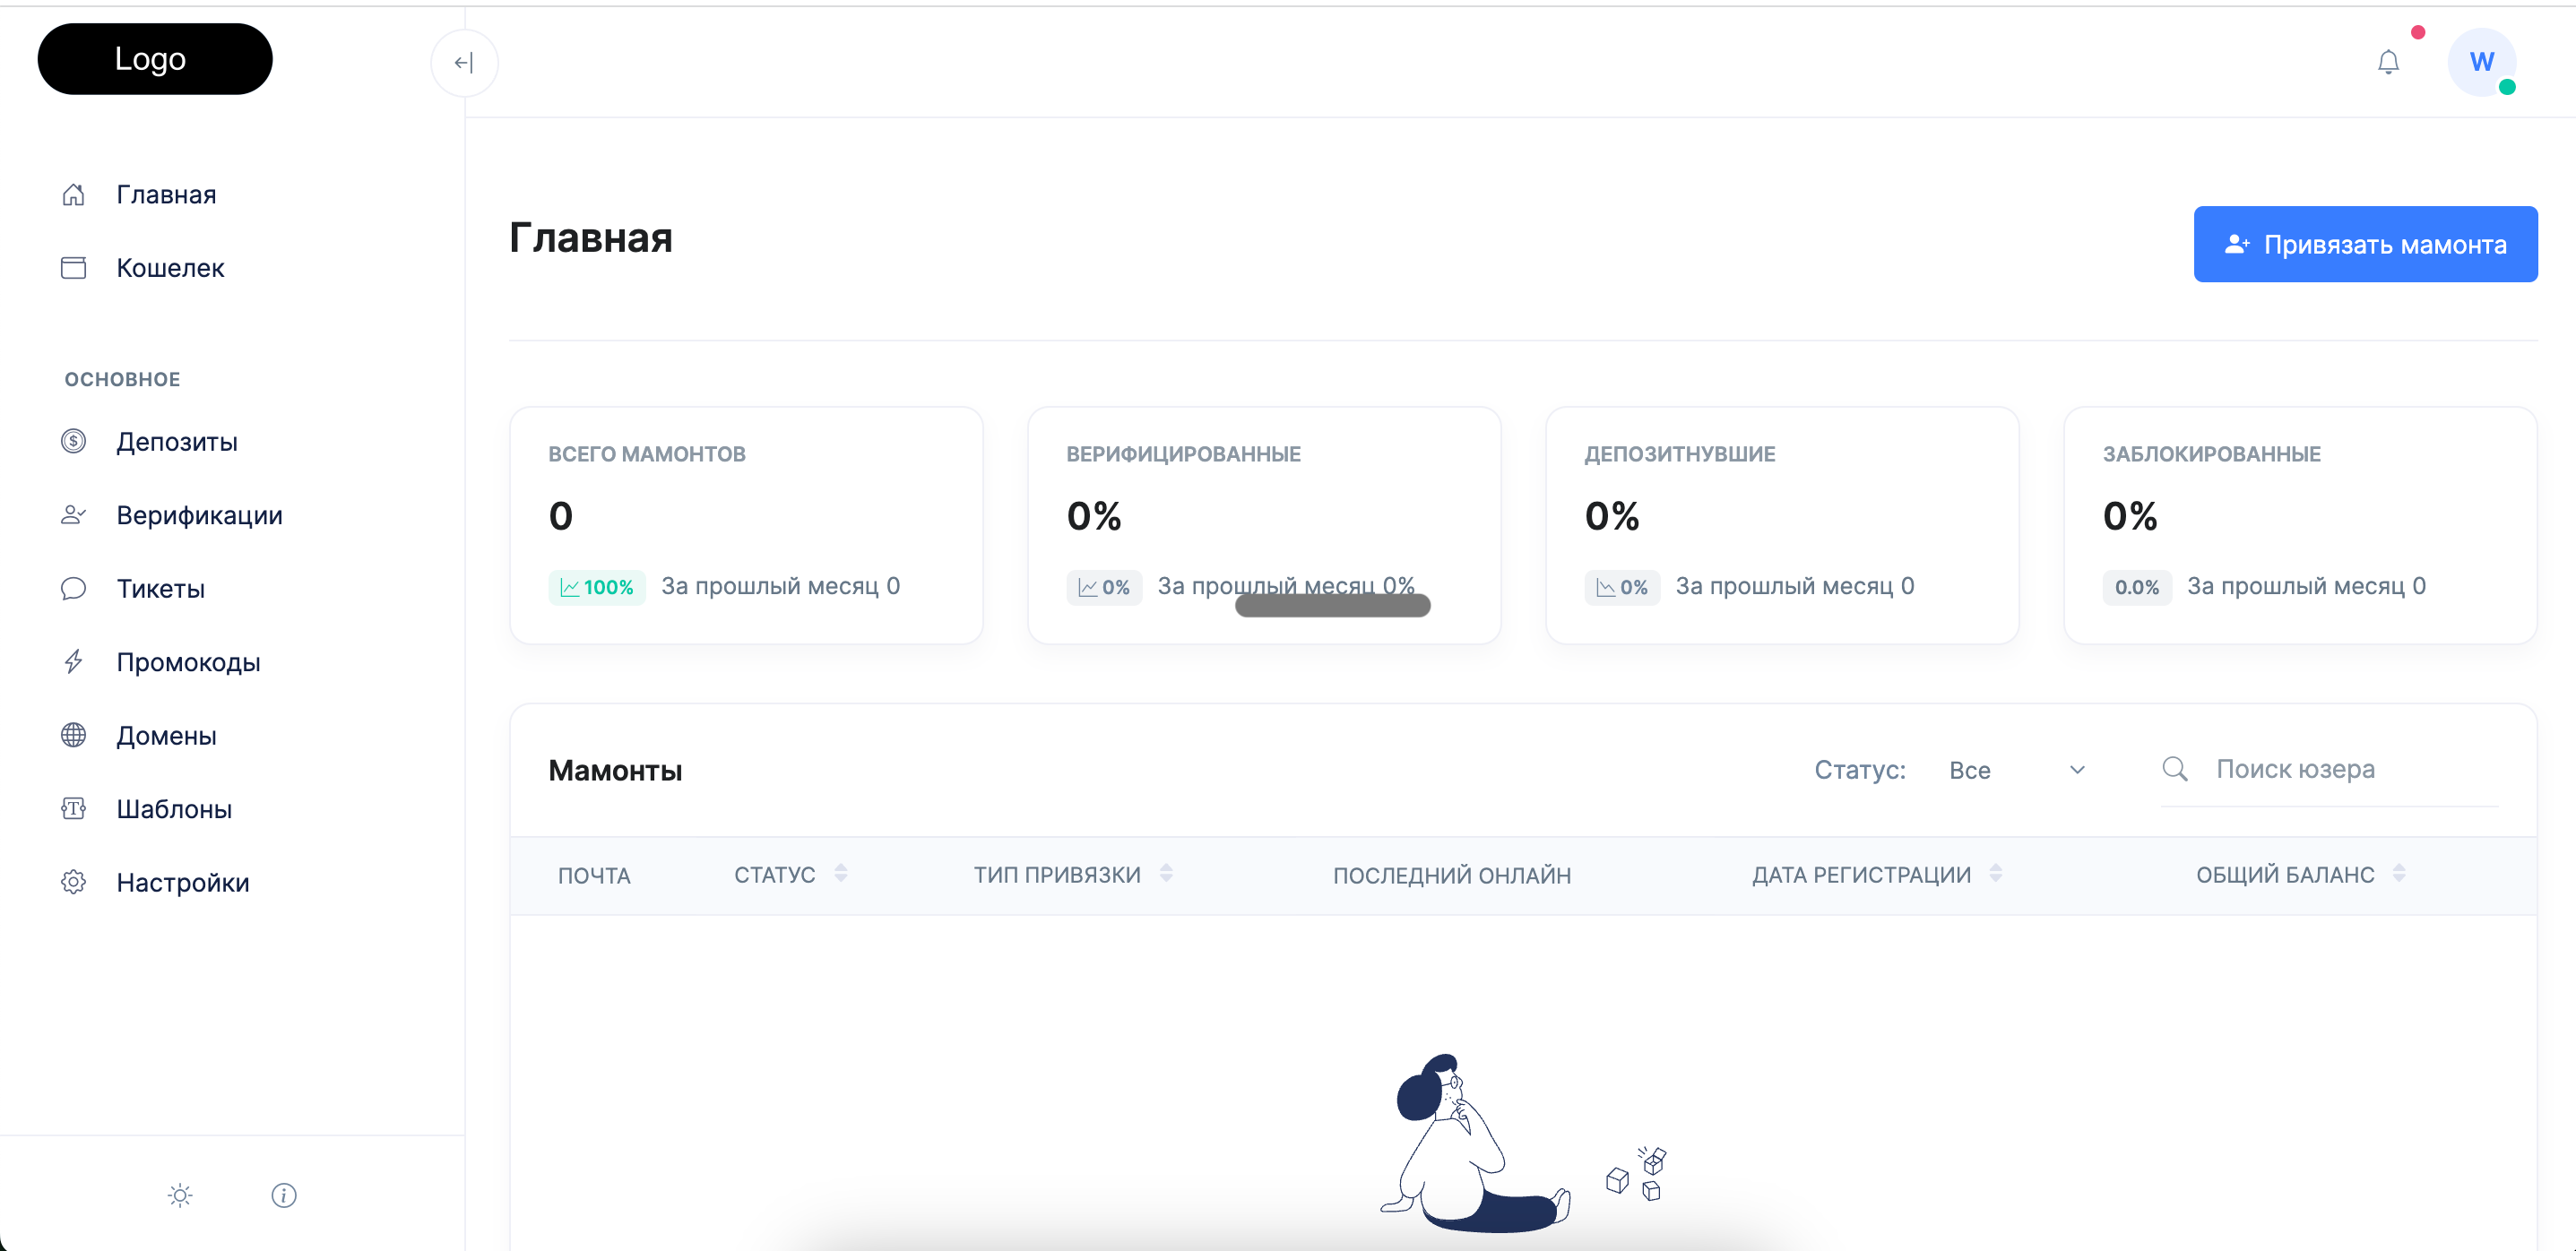 Logo
W
Главная
Кошелек
ОСНОВНОЕ
Депозиты
Верификации
Тикеты
Промокоды
Домены
Шаблоны
Настройки
Главная
Привязать мамонта
ВСЕГО МАМОНТОВ
0
100% За прошлый месяц 0
ВЕРИФИЦИРОВАННЫЕ
0%
0% За прошлый месяц 0%
ДЕПОЗИТНУВШИЕ
0%
0% За прошлый месяц 0
ЗАБЛОКИРОВАННЫЕ
0%
0.0% За прошлый месяц 0
Мамонты
Статус: Все
Поиск юзера
ПОЧТА СТАТУС ТИП ПРИВЯЗКИ ПОСЛЕДНИЙ ОНЛАЙН ДАТА РЕГИСТРАЦИИ ОБЩИЙ БАЛАНС